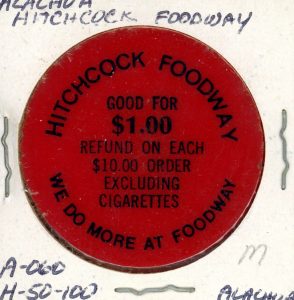 ALACHUA
HITCHCOCK FOODWAY
HITCHCOCK FOODWAY
GOOD FOR
$1.00
REFUND ON EACH
$10.00 ORDER
EXCLUDING
CIGARETTES
WE DO MORE AT FOODWAY
M
A-060
H-50-100
ALACHUA